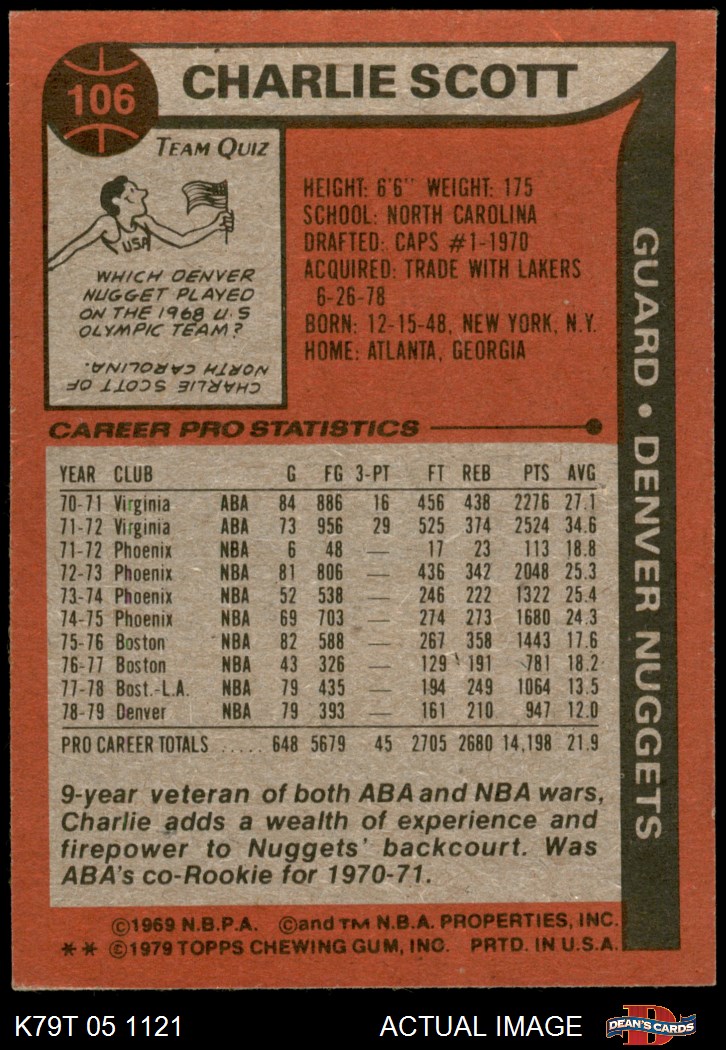 106
CHARLIE SCOTT
TEAM QUIZ
USA
WHICH DENVER
NUGGET PLAYED
ON THE 1968 U.S
OLYMPIC TEAM?
CHARLIE SCOTT OF
NORTH CAROLINA.
HEIGHT: 6'6" WEIGHT: 175
SCHOOL: NORTH CAROLINA
DRAFTED: CAPS #1-1970
ACQUIRED: TRADE WITH LAKERS
6-26-78
BORN: 12-15-48, NEW YORK, N.Y.
HOME: ATLANTA, GEORGIA
GUARD • DENVER NUGGETS
CAREER PRO STATISTICS
YEAR CLUB G FG 3-PT FT REB PTS AVG
70-71 Virginia ABA 84 886 16 456 438 2276 27.1
71-72 Virginia ABA 73 956 29 525 374 2524 34.6
71-72 Phoenix NBA 6 48 — 17 23 113 18.8
72-73 Phoenix NBA 81 806 — 436 342 2048 25.3
73-74 Phoenix NBA 52 538 — 246 222 1322 25.4
74-75 Phoenix NBA 69 703 — 274 273 1680 24.3
75-76 Boston NBA 82 588 — 267 358 1443 17.6
76-77 Boston NBA 43 326 — 129 191 781 18.2
77-78 Bost.-L.A. NBA 79 435 — 194 249 1064 13.5
78-79 Denver NBA 79 393 — 161 210 947 12.0
PRO CAREER TOTALS ..... 648 5679 45 2705 2680 14,198 21.9
9-year veteran of both ABA and NBA wars,
Charlie adds a wealth of experience and
firepower to Nuggets' backcourt. Was
ABA's co-Rookie for 1970-71.
©1969 N.B.P.A. ©and TM N.B.A. PROPERTIES, INC.
** ©1979 TOPPS CHEWING GUM, INC. PRTD. IN U.S.A.
K79T 05 1121 ACTUAL IMAGE
D
DEAN'S CARDS